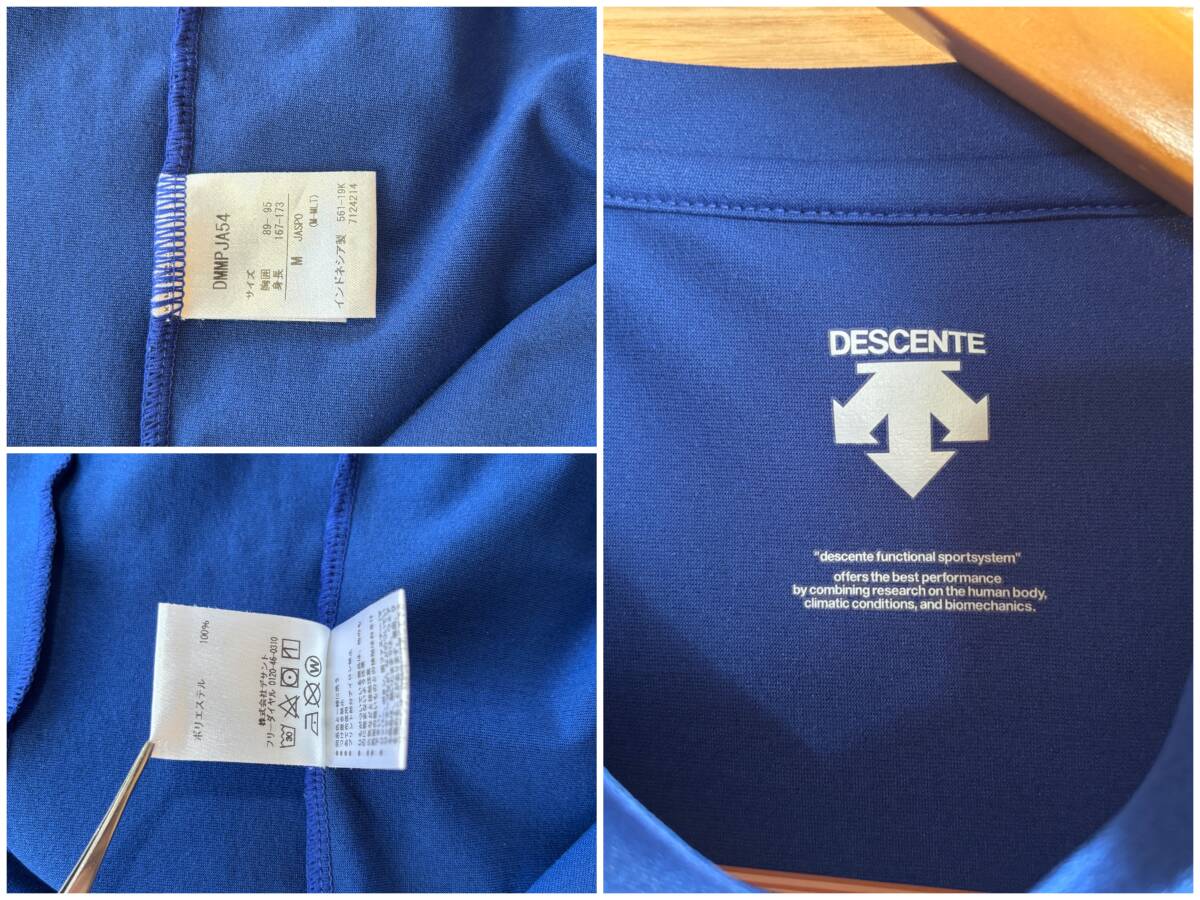 DMMPJA54
サイズ
胸囲 89- 95
身長 167-173
M JASPO
(M-MLT)
インドネシア製 561-19K
7124214
ポリエステル 100%
株式会社デサント
フリーダイヤル 0120-46-0310
30
W
DESCENTE
"descente functional sportsystem"
offers the best performance
by combining research on the human body,
climatic conditions, and biomechanics.